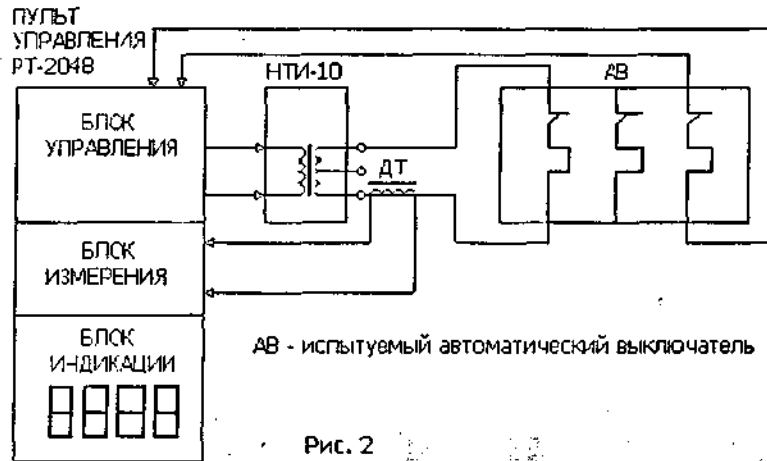 ПУЛЬТ
УПРАВЛЕНИЯ
РТ-2048
НТИ-10
АВ
БЛОК
УПРАВЛЕНИЯ
ДТ
БЛОК
ИЗМЕРЕНИЯ
БЛОК
ИНДИКАЦИИ
8888
АВ - испытуемый автоматический выключатель
Рис. 2